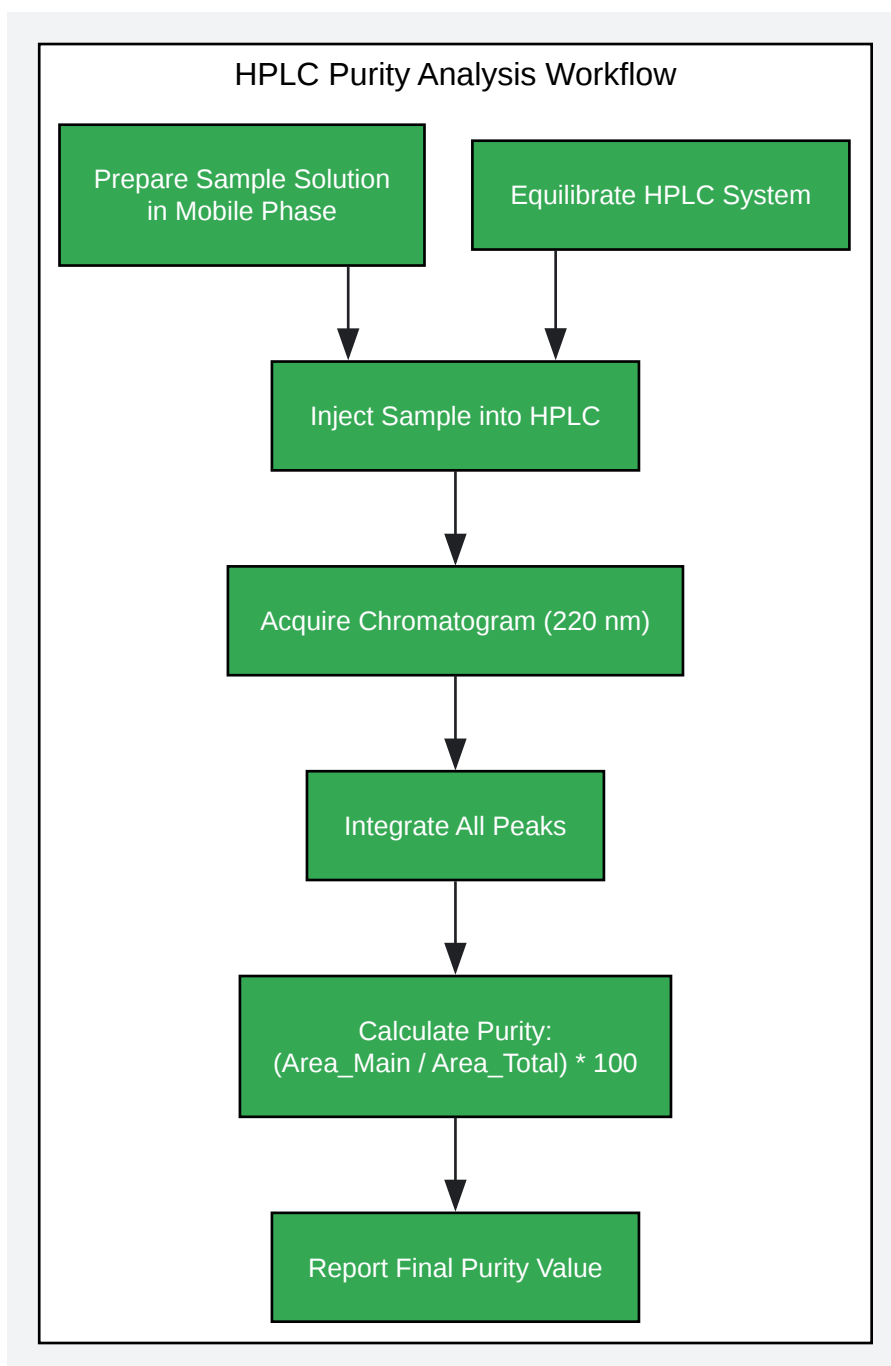 HPLC Purity Analysis Workflow
Prepare Sample Solution
in Mobile Phase
Equilibrate HPLC System
Inject Sample into HPLC
Acquire Chromatogram (220 nm)
Integrate All Peaks
Calculate Purity:
(Area_Main / Area_Total) * 100
Report Final Purity Value